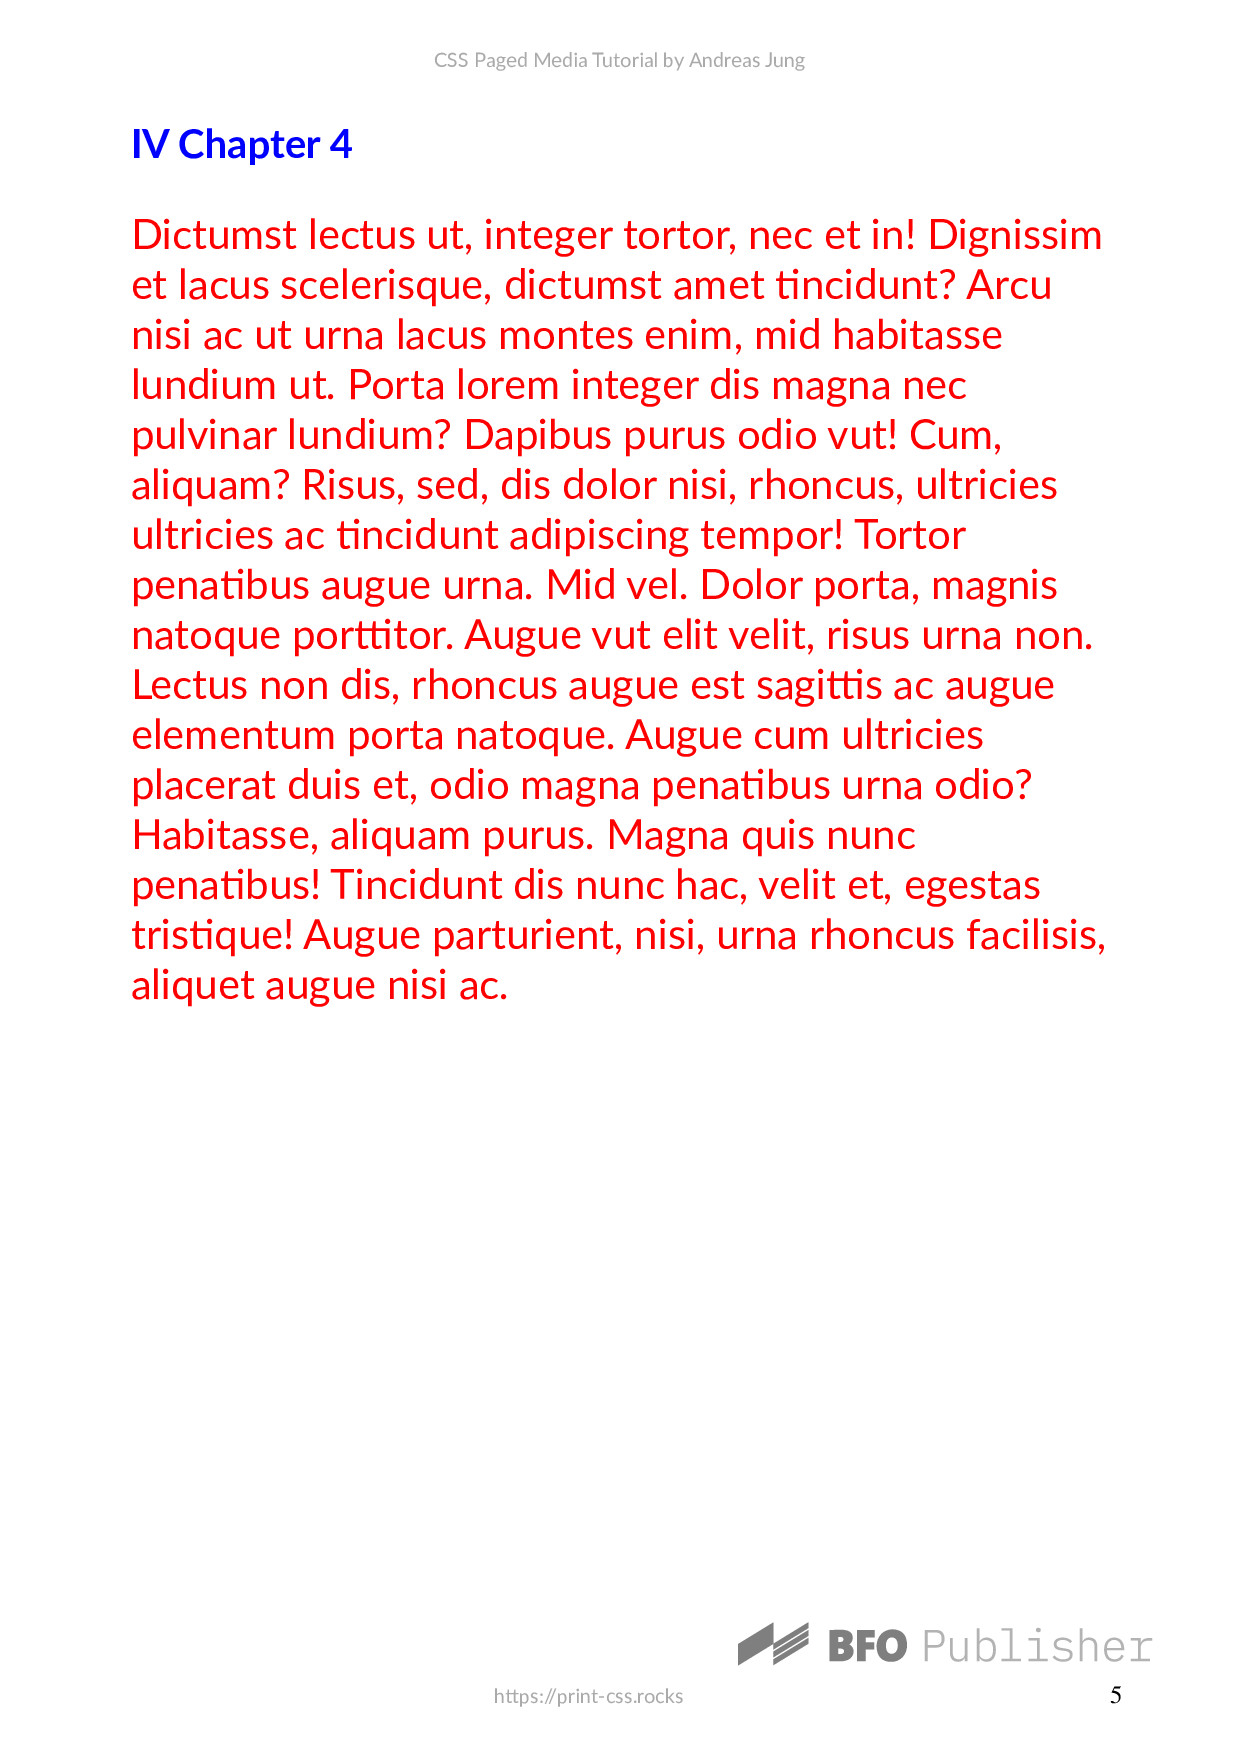 CSS Paged Media Tutorial by Andreas Jung
IV Chapter 4
Dictumst lectus ut, integer tortor, nec et in! Dignissim
et lacus scelerisque, dictumst amet tincidunt? Arcu
nisi ac ut urna lacus montes enim, mid habitasse
lundium ut. Porta lorem integer dis magna nec
pulvinar lundium? Dapibus purus odio vut! Cum,
aliquam? Risus, sed, dis dolor nisi, rhoncus, ultricies
ultricies ac tincidunt adipiscing tempor! Tortor
penatibus augue urna. Mid vel. Dolor porta, magnis
natoque porttitor. Augue vut elit velit, risus urna non.
Lectus non dis, rhoncus augue est sagittis ac augue
elementum porta natoque. Augue cum ultricies
placerat duis et, odio magna penatibus urna odio?
Habitasse, aliquam purus. Magna quis nunc
penatibus! Tincidunt dis nunc hac, velit et, egestas
tristique! Augue parturient, nisi, urna rhoncus facilisis,
aliquet augue nisi ac.
BFO Publisher
https://print-css.rocks 5